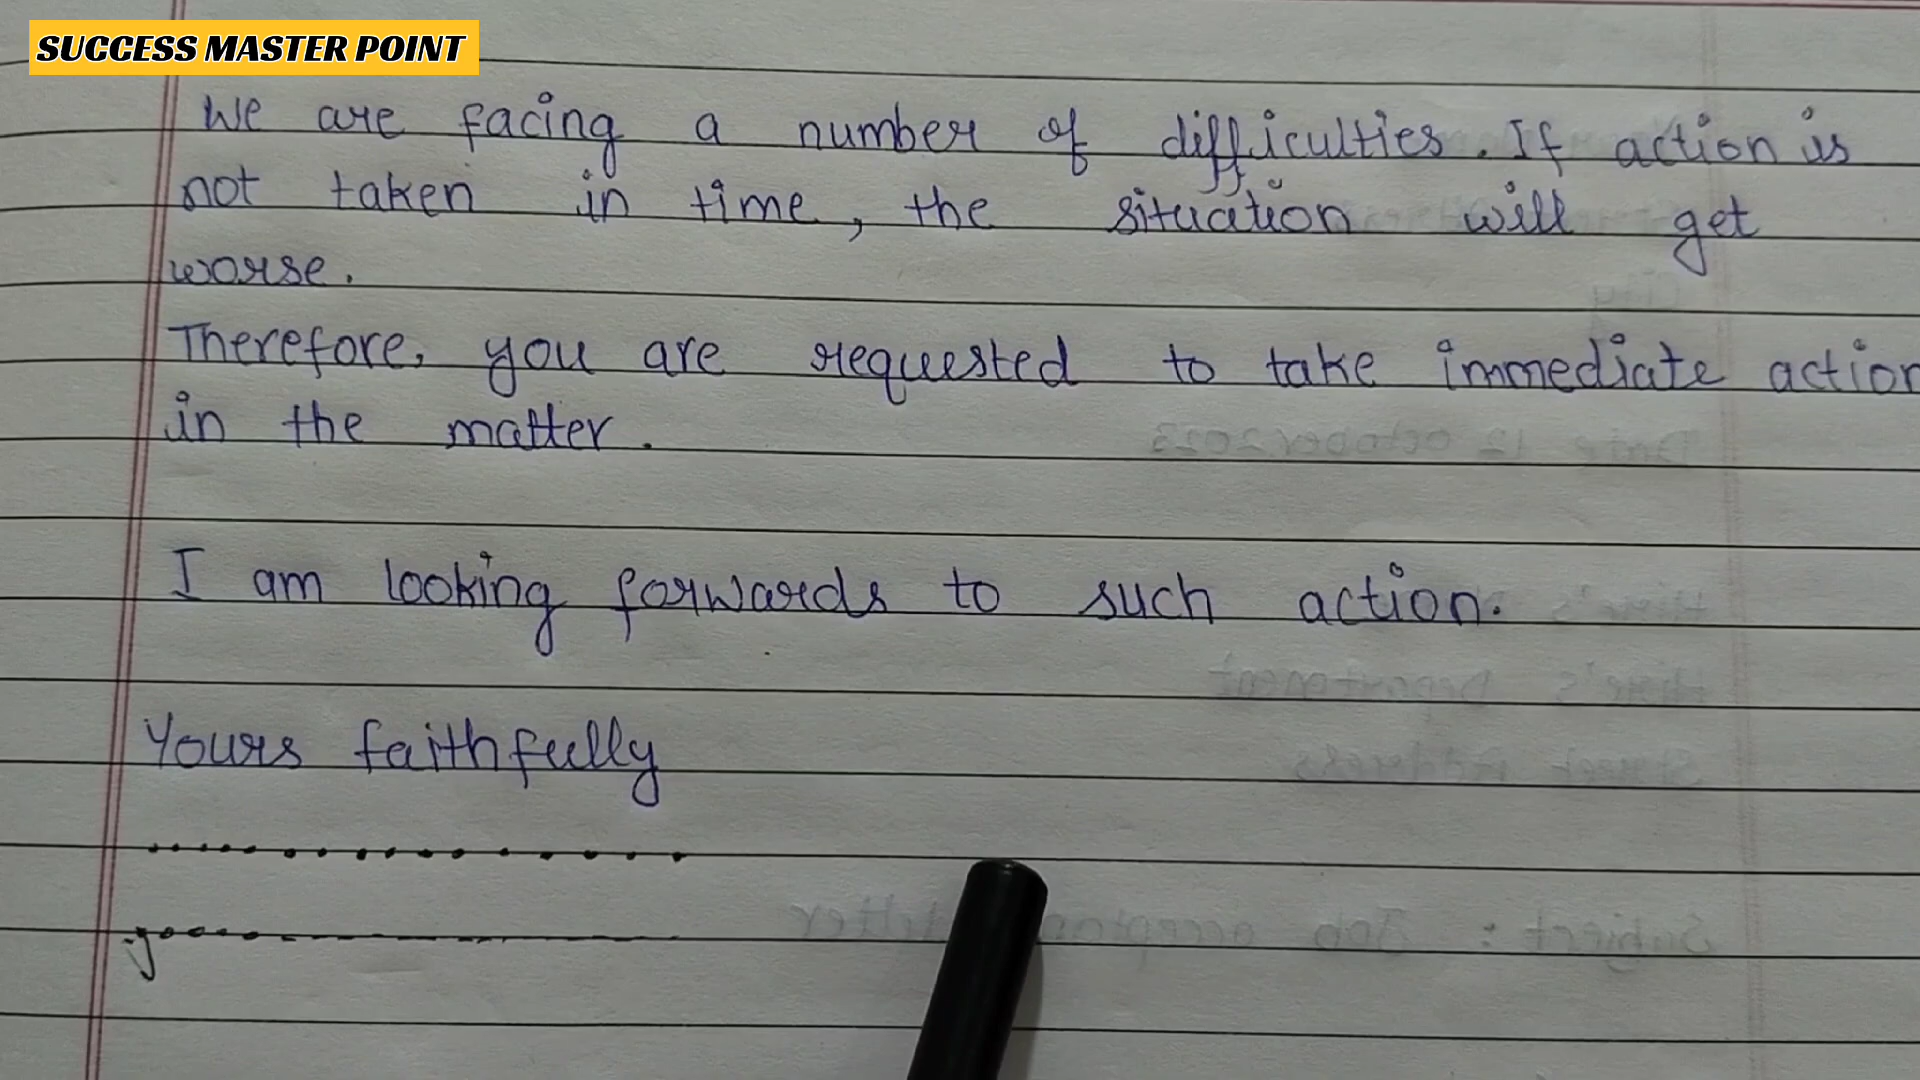 SUCCESS MASTER POINT
We are facing a number of difficulties. If action is
not taken in time, the situation will get
worse.
Therefore, you are requested to take immediate action
in the matter.
I am looking forwards to such action.
Yours faithfully